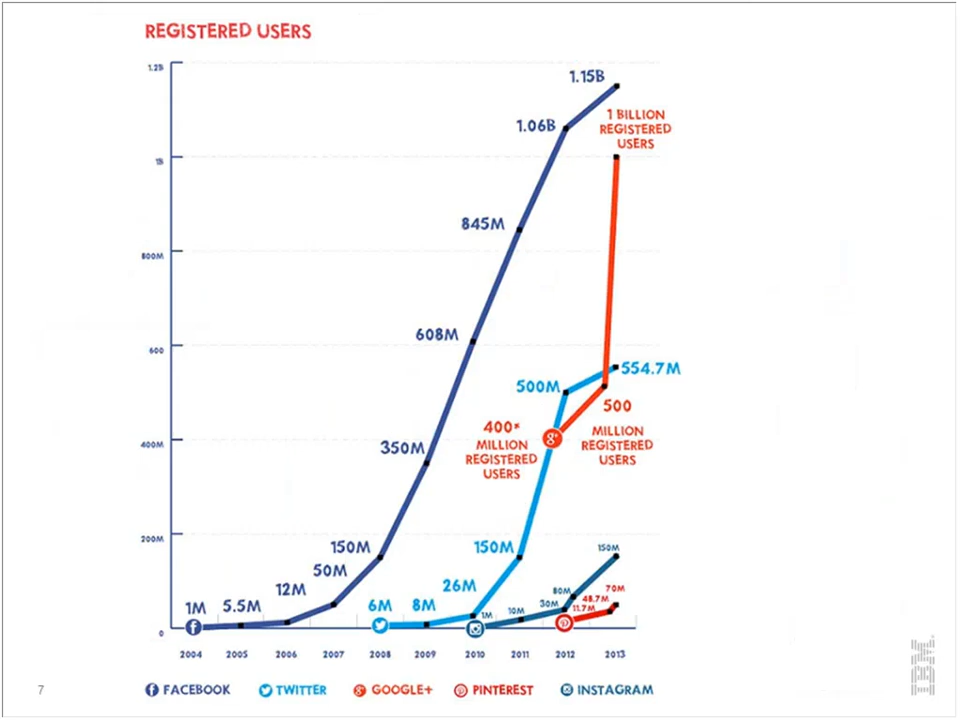 REGISTERED USERS
1.2B
1B
800M
600
400M
200M
0
1.15B
1.06B
1 BILLION
REGISTERED
USERS
845M
608M
554.7M
500M
500
MILLION
REGISTERED
USERS
400*
MILLION
REGISTERED
USERS
350M
150M
50M
12M
5.5M
1M
6M
8M
26M
150M
1M
10M
30M
80M
150M
11.7M
48.7M
70M
2004 2005 2006 2007 2008 2009 2010 2011 2012 2013
FACEBOOK TWITTER GOOGLE+ PINTEREST INSTAGRAM
7
IBM